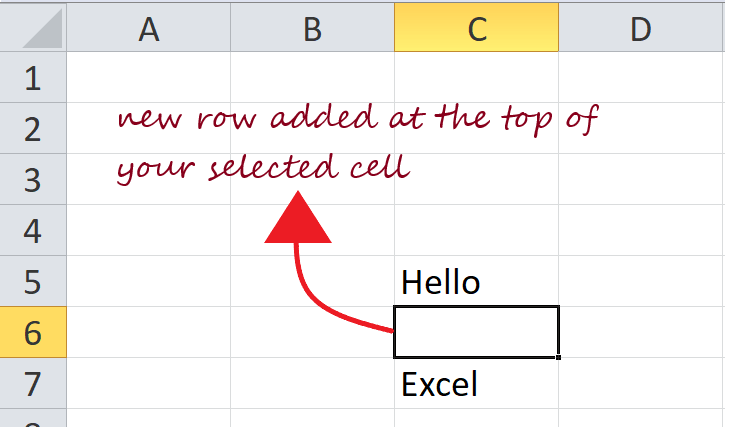 A B C D
1
2 new row added at the top of
3 your selected cell
4
5 Hello
6
7 Excel